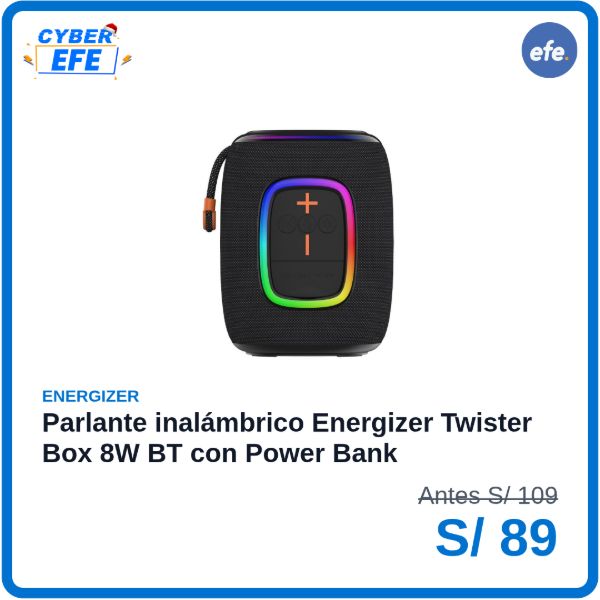 CYBER
EFE
efe.
ENERGIZER
Parlante inalámbrico Energizer Twister
Box 8W BT con Power Bank
Antes S/ 109
S/ 89